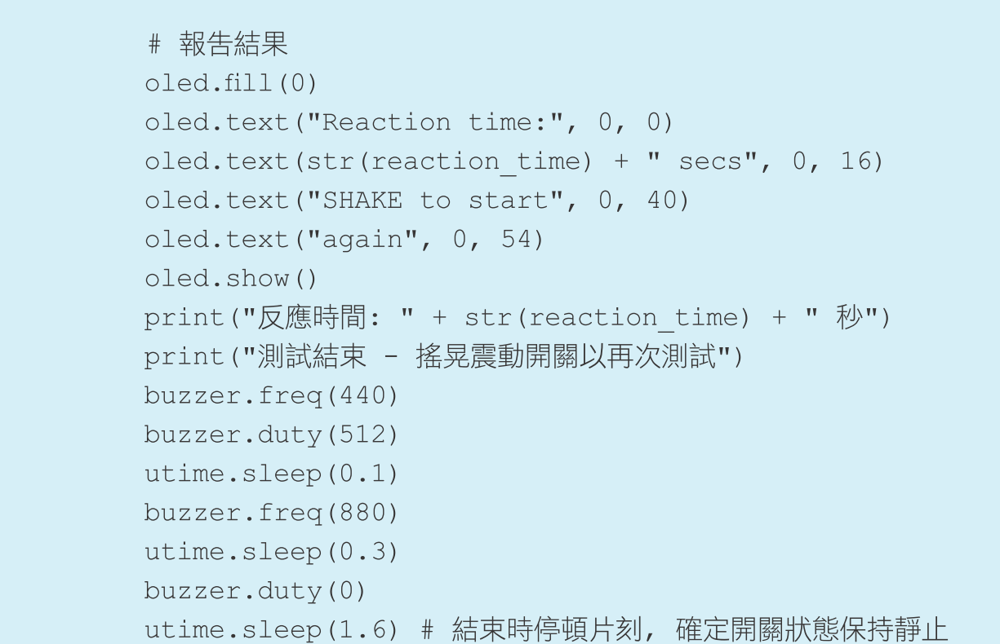 # 報告結果
oled.fill(0)
oled.text("Reaction time:", 0, 0)
oled.text(str(reaction_time) + " secs", 0, 16)
oled.text("SHAKE to start", 0, 40)
oled.text("again", 0, 54)
oled.show()
print("反應時間: " + str(reaction_time) + " 秒")
print("測試結束 - 搖晃震動開關以再次測試")
buzzer.freq(440)
buzzer.duty(512)
utime.sleep(0.1)
buzzer.freq(880)
utime.sleep(0.3)
buzzer.duty(0)
utime.sleep(1.6) # 結束時停頓片刻, 確定開關狀態保持靜止